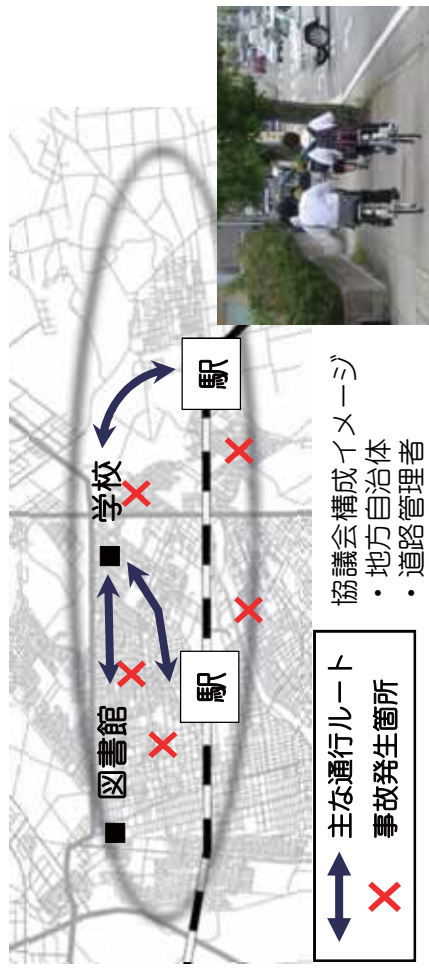 図書館
学校
駅
駅
主な通行ルート
事故発生箇所
協議会構成イメージ
・地方自治体
・道路管理者